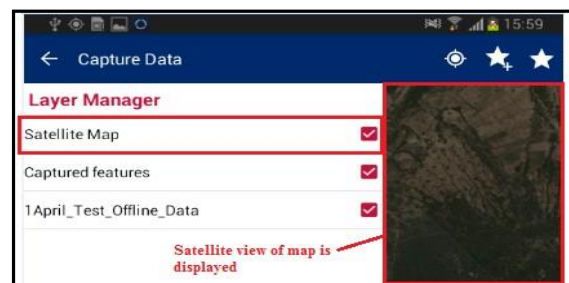 15:59
Capture Data
Layer Manager
Satellite Map
Captured features
1April_Test_Offline_Data
Satellite view of map is
displayed